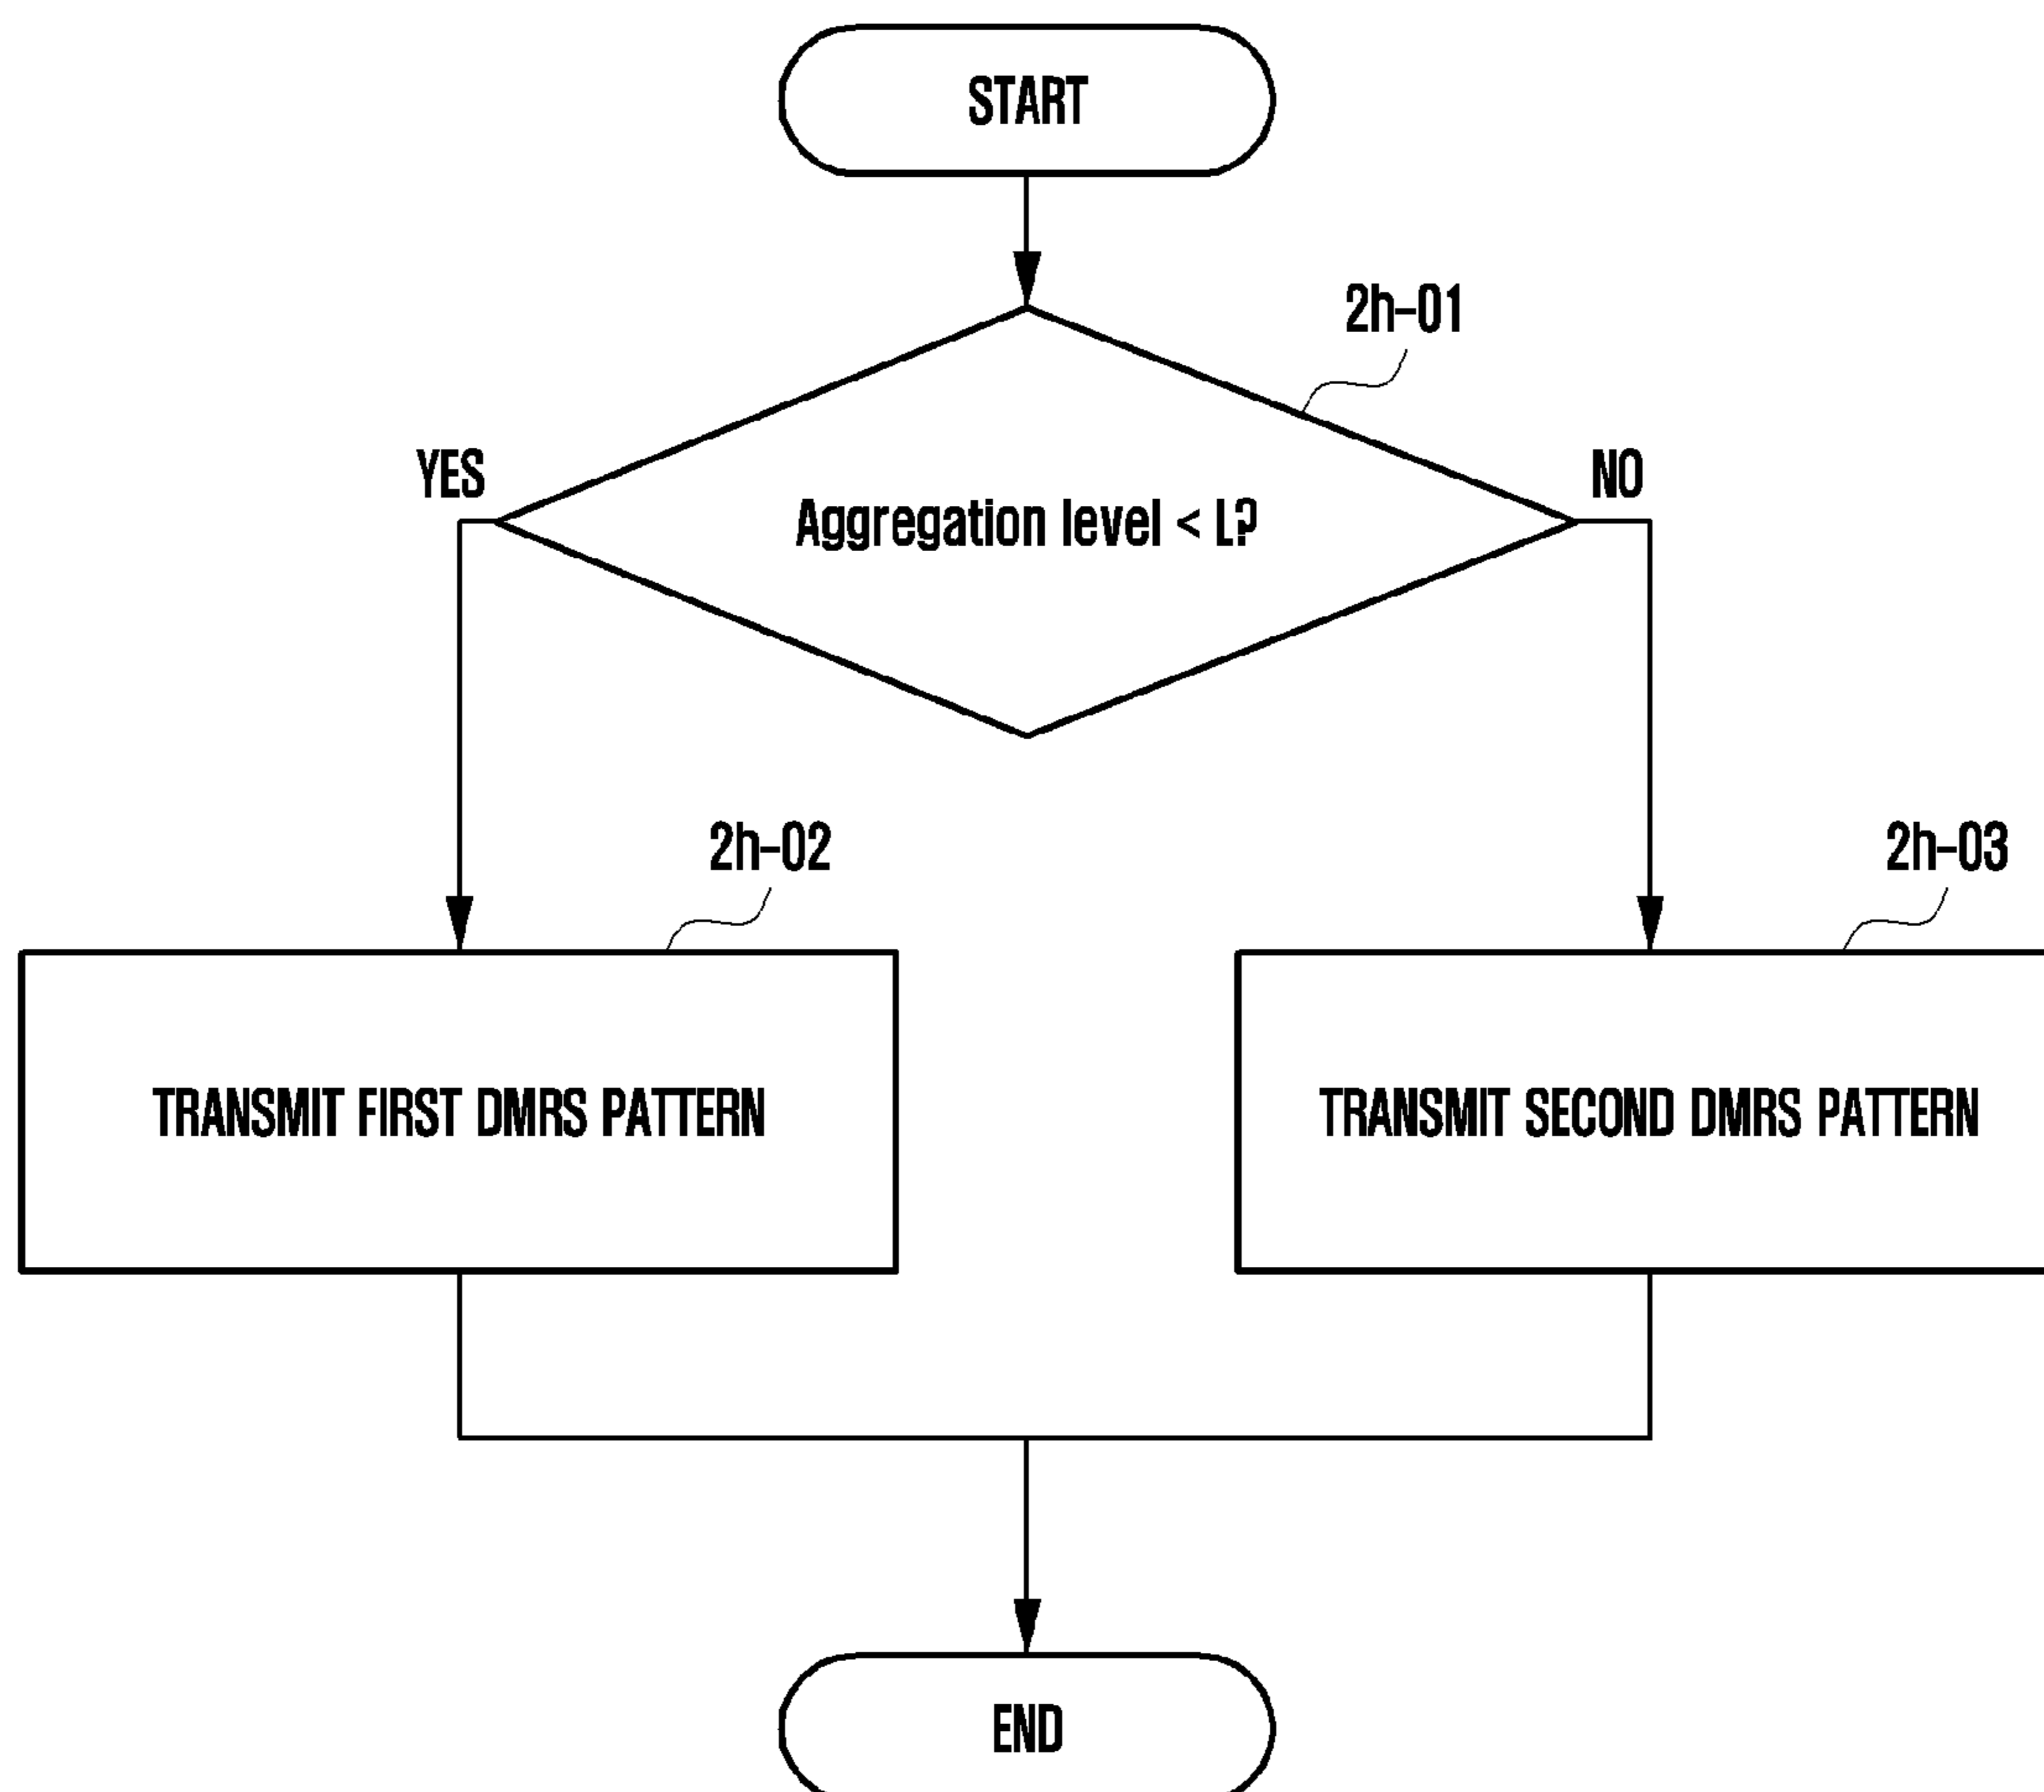 START
2h-01
YES
NO
Aggregation level < L?
2h-02
2h-03
TRANSMIT FIRST DMRS PATTERN
TRANSMIT SECOND DMRS PATTERN
END